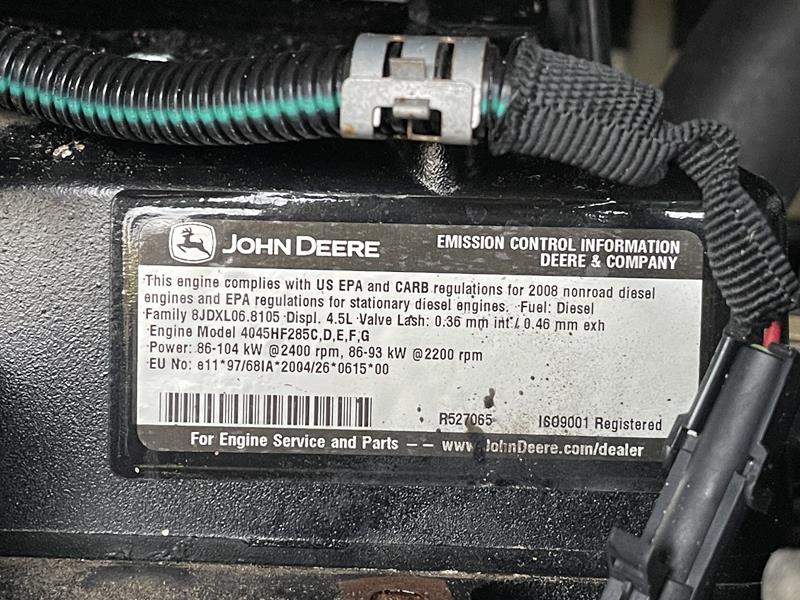 JOHN DEERE
EMISSION CONTROL INFORMATION
DEERE & COMPANY
This engine complies with US EPA and CARB regulations for 2008 nonroad diesel
engines and EPA regulations for stationary diesel engines. Fuel: Diesel
Family 8JDXL06.8105 Displ. 4.5L Valve Lash: 0.36 mm int / 0.46 mm exh
Engine Model 4045HF285C,D,E,F,G
Power: 86-104 kW @2400 rpm, 86-93 kW @2200 rpm
EU No: e11*97/68IA*2004/26*0615*00
R527065 ISO9001 Registered
For Engine Service and Parts – – www.JohnDeere.com/dealer